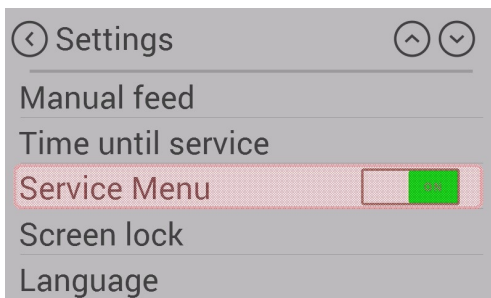 Settings
Manual feed
Time until service
Service Menu
Screen lock
Language